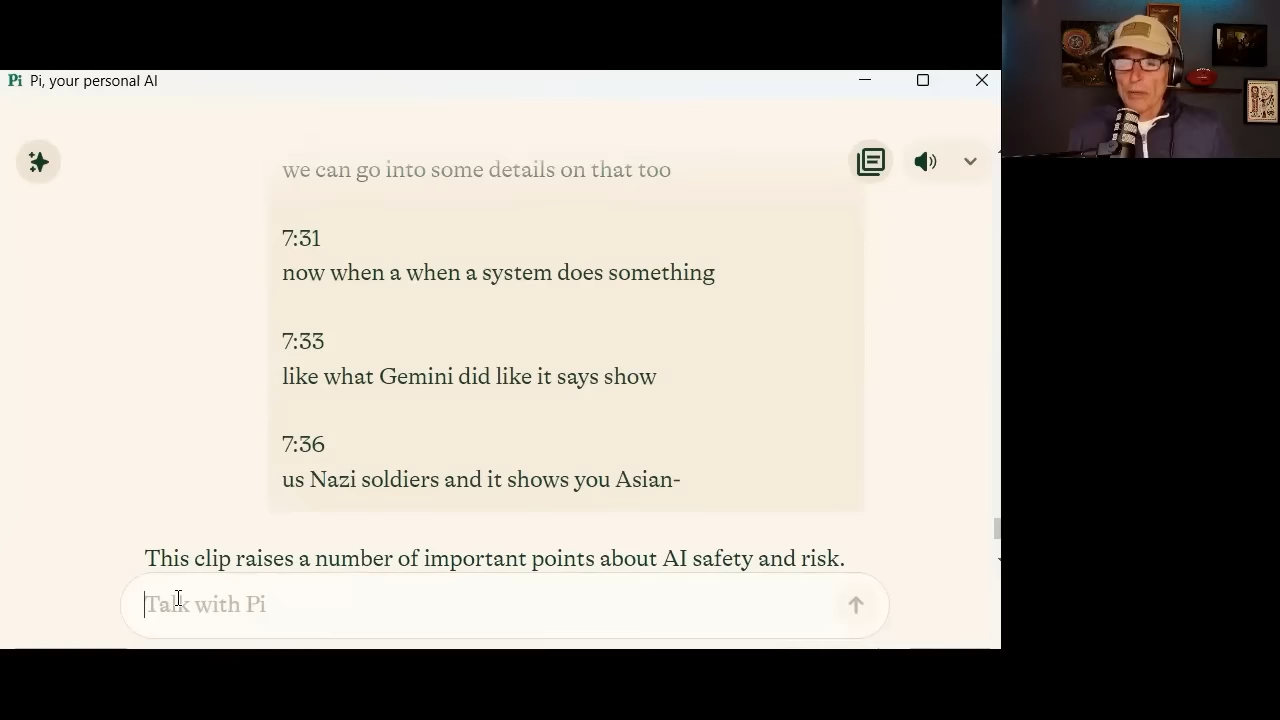 Pi Pi, your personal AI
we can go into some details on that too
7:31
now when a when a system does something
7:33
like what Gemini did like it says show
7:36
us Nazi soldiers and it shows you Asian-
This clip raises a number of important points about AI safety and risk.
Talk with Pi